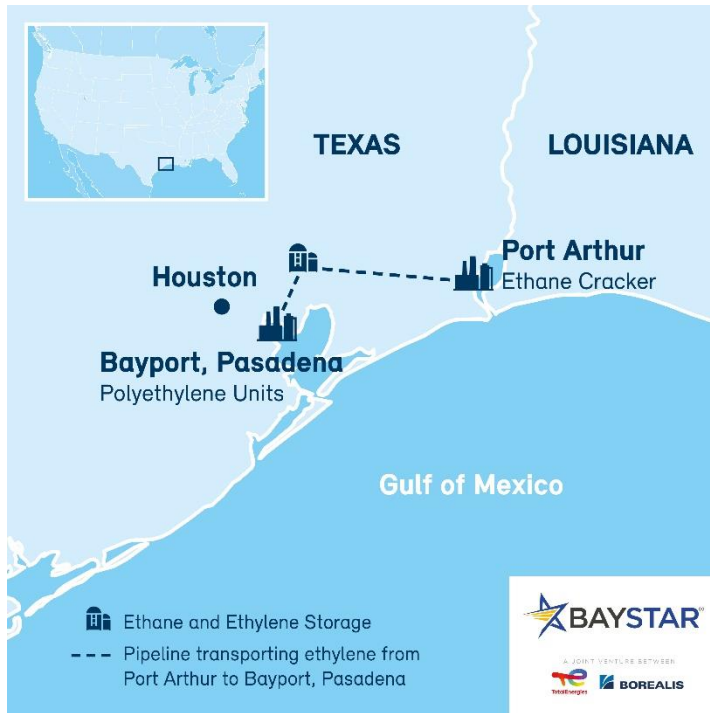 TEXAS
LOUISIANA
Port Arthur
Ethane Cracker
Houston
Bayport, Pasadena
Polyethylene Units
Gulf of Mexico
Ethane and Ethylene Storage
Pipeline transporting ethylene from
Port Arthur to Bayport, Pasadena
BAYSTAR
A JOINT VENTURE BETWEEN
TotalEnergies
BOREALIS